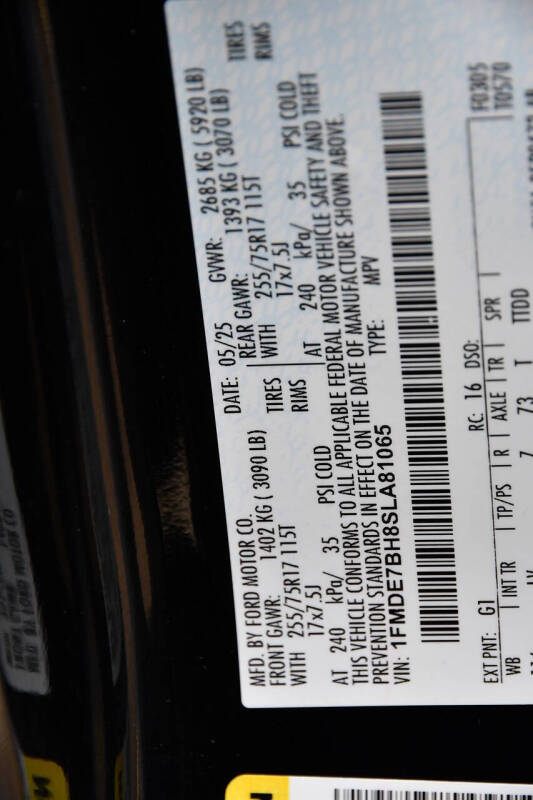 MFD. BY FORD MOTOR CO.
DATE: 05/25 GVWR: 2685 KG ( 5920 LB)
FRONT GAWR: 1402 KG ( 3090 LB) REAR GAWR: 1393 KG ( 3070 LB)
WITH 255/75R17 115T TIRES WITH 255/75R17 115T TIRES
17x7.5J RIMS 17x7.5J RIMS
AT 240 kPa/ 35 PSI COLD AT 240 kPa/ 35 PSI COLD
THIS VEHICLE CONFORMS TO ALL APPLICABLE FEDERAL MOTOR VEHICLE SAFETY AND THEFT
PREVENTION STANDARDS IN EFFECT ON THE DATE OF MANUFACTURE SHOWN ABOVE.
VIN: 1FMDE7BH8SLA81065 TYPE: MPV
F0305
T0570
EXT PNT: G1 RC: 16 DSO:
WB INT TR TP/PS R AXLE TR SPR
7 73 T TTDD